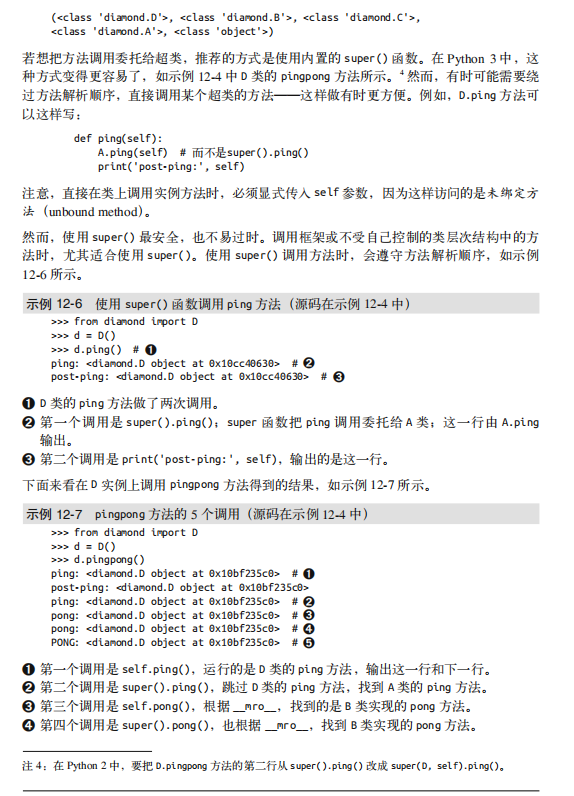 (<class 'diamond.D'>, <class 'diamond.B'>, <class 'diamond.C'>,
<class 'diamond.A'>, <class 'object'>)
若想把方法调用委托给超类，推荐的方式是使用内置的 super() 函数。在 Python 3 中，这
种方式变得更容易了，如示例 12-4 中 D 类的 pingpong 方法所示。4 然而，有时可能需要绕
过方法解析顺序，直接调用某个超类的方法——这样做有时更方便。例如，D.ping 方法可
以这样写：
def ping(self):
    A.ping(self)  # 而不是super().ping()
    print('post-ping:', self)
注意，直接在类上调用实例方法时，必须显式传入 self 参数，因为这样访问的是未绑定方
法（unbound method）。
然而，使用 super() 最安全，也不易过时。调用框架或不受自己控制的类层次结构中的方
法时，尤其适合使用 super()。使用 super() 调用方法时，会遵守方法解析顺序，如示例
12-6 所示。
示例 12-6　使用 super() 函数调用 ping 方法（源码在示例 12-4 中）
>>> from diamond import D
>>> d = D()
>>> d.ping()  # ❶
ping: <diamond.D object at 0x10cc40630>  # ❷
post-ping: <diamond.D object at 0x10cc40630>  # ❸
❶ D 类的 ping 方法做了两次调用。
❷ 第一个调用是 super().ping()；super 函数把 ping 调用委托给 A 类；这一行由 A.ping
输出。
❸ 第二个调用是 print('post-ping:', self)，输出的是这一行。
下面来看在 D 实例上调用 pingpong 方法得到的结果，如示例 12-7 所示。
示例 12-7　pingpong 方法的 5 个调用（源码在示例 12-4 中）
>>> from diamond import D
>>> d = D()
>>> d.pingpong()
ping: <diamond.D object at 0x10bf235c0>  # ❶
post-ping: <diamond.D object at 0x10bf235c0>
ping: <diamond.D object at 0x10bf235c0>  # ❷
pong: <diamond.D object at 0x10bf235c0>  # ❸
pong: <diamond.D object at 0x10bf235c0>  # ❹
PONG: <diamond.D object at 0x10bf235c0>  # ❺
❶ 第一个调用是 self.ping()，运行的是 D 类的 ping 方法，输出这一行和下一行。
❷ 第二个调用是 super().ping()，跳过 D 类的 ping 方法，找到 A 类的 ping 方法。
❸ 第三个调用是 self.pong()，根据 __mro__，找到的是 B 类实现的 pong 方法。
❹ 第四个调用是 super().pong()，也根据 __mro__，找到 B 类实现的 pong 方法。
注 4：在 Python 2 中，要把 D.pingpong 方法的第二行从 super().ping() 改成 super(D, self).ping()。